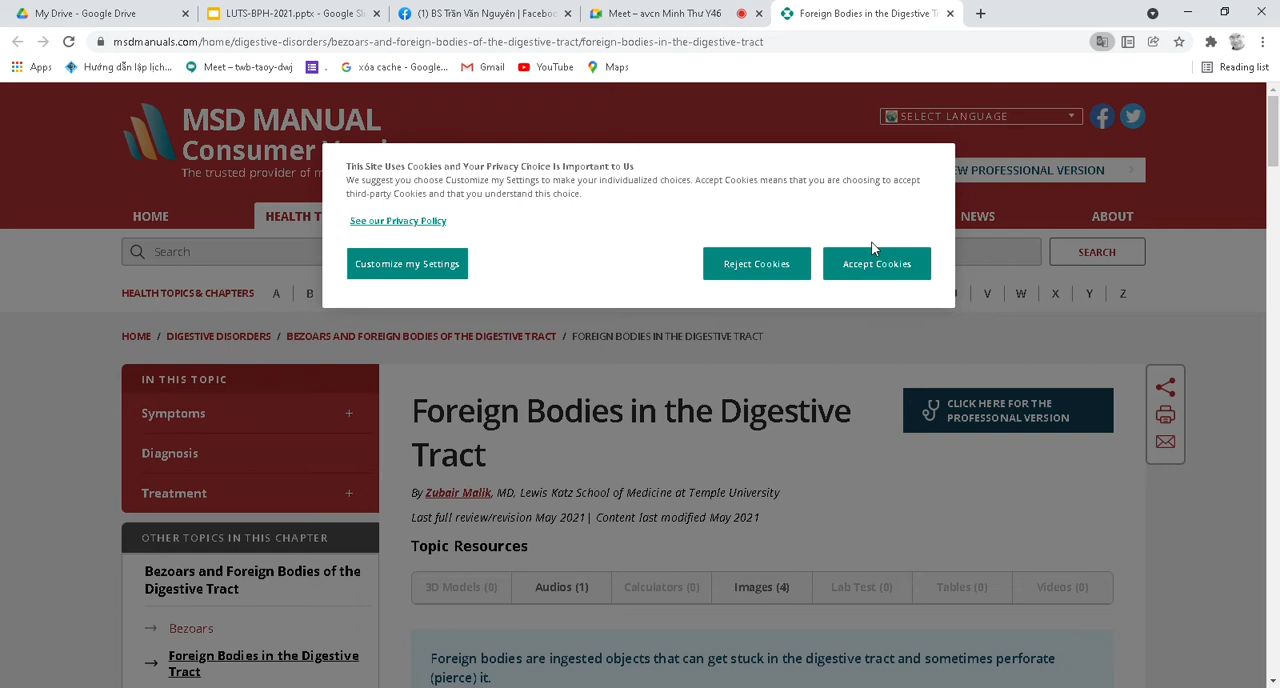 My Drive - Google Drive
LUTS-BPH-2021.pptx - Google Sl
(1) BS Trần Văn Nguyên | Faceboo
Meet – avcn Minh Thư Y46
Foreign Bodies in the Digestive T
msdmanuals.com/home/digestive-disorders/bezoars-and-foreign-bodies-of-the-digestive-tract/foreign-bodies-in-the-digestive-tract
Apps
Hướng dẫn lập lịch...
Meet – twb-taoy-dwj
.
xóa cache - Google...
Gmail
YouTube
Maps
Reading list
MSD MANUAL
Consumer
The trusted provider of m
SELECT LANGUAGE
EW PROFESSIONAL VERSION
This Site Uses Cookies and Your Privacy Choice Is Important to Us
We suggest you choose Customize my Settings to make your individualized choices. Accept Cookies means that you are choosing to accept
third-party Cookies and that you understand this choice.
See our Privacy Policy
Customize my Settings
Reject Cookies
Accept Cookies
HOME
HEALTH T
NEWS
ABOUT
Search
SEARCH
HEALTH TOPICS & CHAPTERS
A
B
V
W
X
Y
Z
HOME / DIGESTIVE DISORDERS / BEZOARS AND FOREIGN BODIES OF THE DIGESTIVE TRACT / FOREIGN BODIES IN THE DIGESTIVE TRACT
IN THIS TOPIC
Symptoms +
Diagnosis
Treatment +
OTHER TOPICS IN THIS CHAPTER
Bezoars and Foreign Bodies of the
Digestive Tract
Bezoars
Foreign Bodies in the Digestive
Tract
Foreign Bodies in the Digestive
Tract
CLICK HERE FOR THE
PROFESSONAL VERSION
By Zubair Malik, MD, Lewis Katz School of Medicine at Temple University
Last full review/revision May 2021| Content last modified May 2021
Topic Resources
3D Models (0)
Audios (1)
Calculators (0)
Images (4)
Lab Test (0)
Tables (0)
Videos (0)
Foreign bodies are ingested objects that can get stuck in the digestive tract and sometimes perforate
(pierce) it.